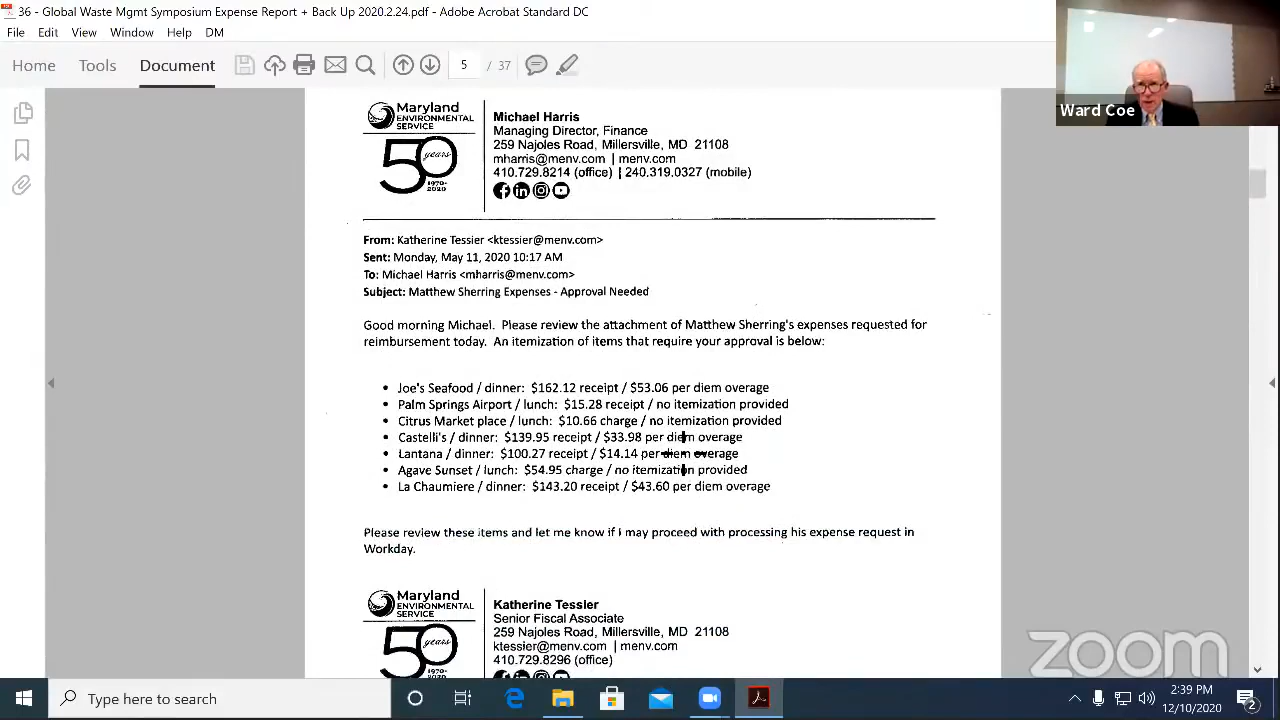 36 - Global Waste Mgmt Symposium Expense Report + Back Up 2020.2.24.pdf - Adobe Acrobat Standard DC
File Edit View Window Help DM
Home Tools Document 5 / 37
Ward Coe
Maryland
ENVIRONMENTAL
SERVICE
50 years
1970-
2020
Michael Harris
Managing Director, Finance
259 Najoles Road, Millersville, MD 21108
mharris@menv.com | menv.com
410.729.8214 (office) | 240.319.0327 (mobile)
From: Katherine Tessier <ktessier@menv.com>
Sent: Monday, May 11, 2020 10:17 AM
To: Michael Harris <mharris@menv.com>
Subject: Matthew Sherring Expenses - Approval Needed
Good morning Michael. Please review the attachment of Matthew Sherring's expenses requested for
reimbursement today. An itemization of items that require your approval is below:
• Joe's Seafood / dinner: $162.12 receipt / $53.06 per diem overage
• Palm Springs Airport / lunch: $15.28 receipt / no itemization provided
• Citrus Market place / lunch: $10.66 charge / no itemization provided
• Castelli's / dinner: $139.95 receipt / $33.98 per diem overage
• Lantana / dinner: $100.27 receipt / $14.14 per diem overage
• Agave Sunset / lunch: $54.95 charge / no itemization provided
• La Chaumiere / dinner: $143.20 receipt / $43.60 per diem overage
Please review these items and let me know if I may proceed with processing his expense request in
Workday.
Maryland
ENVIRONMENTAL
SERVICE
50 years
1970-
Katherine Tessier
Senior Fiscal Associate
259 Najoles Road, Millersville, MD 21108
ktessier@menv.com | menv.com
410.729.8296 (office)
zoom
Type here to search
2:39 PM
12/10/2020
2